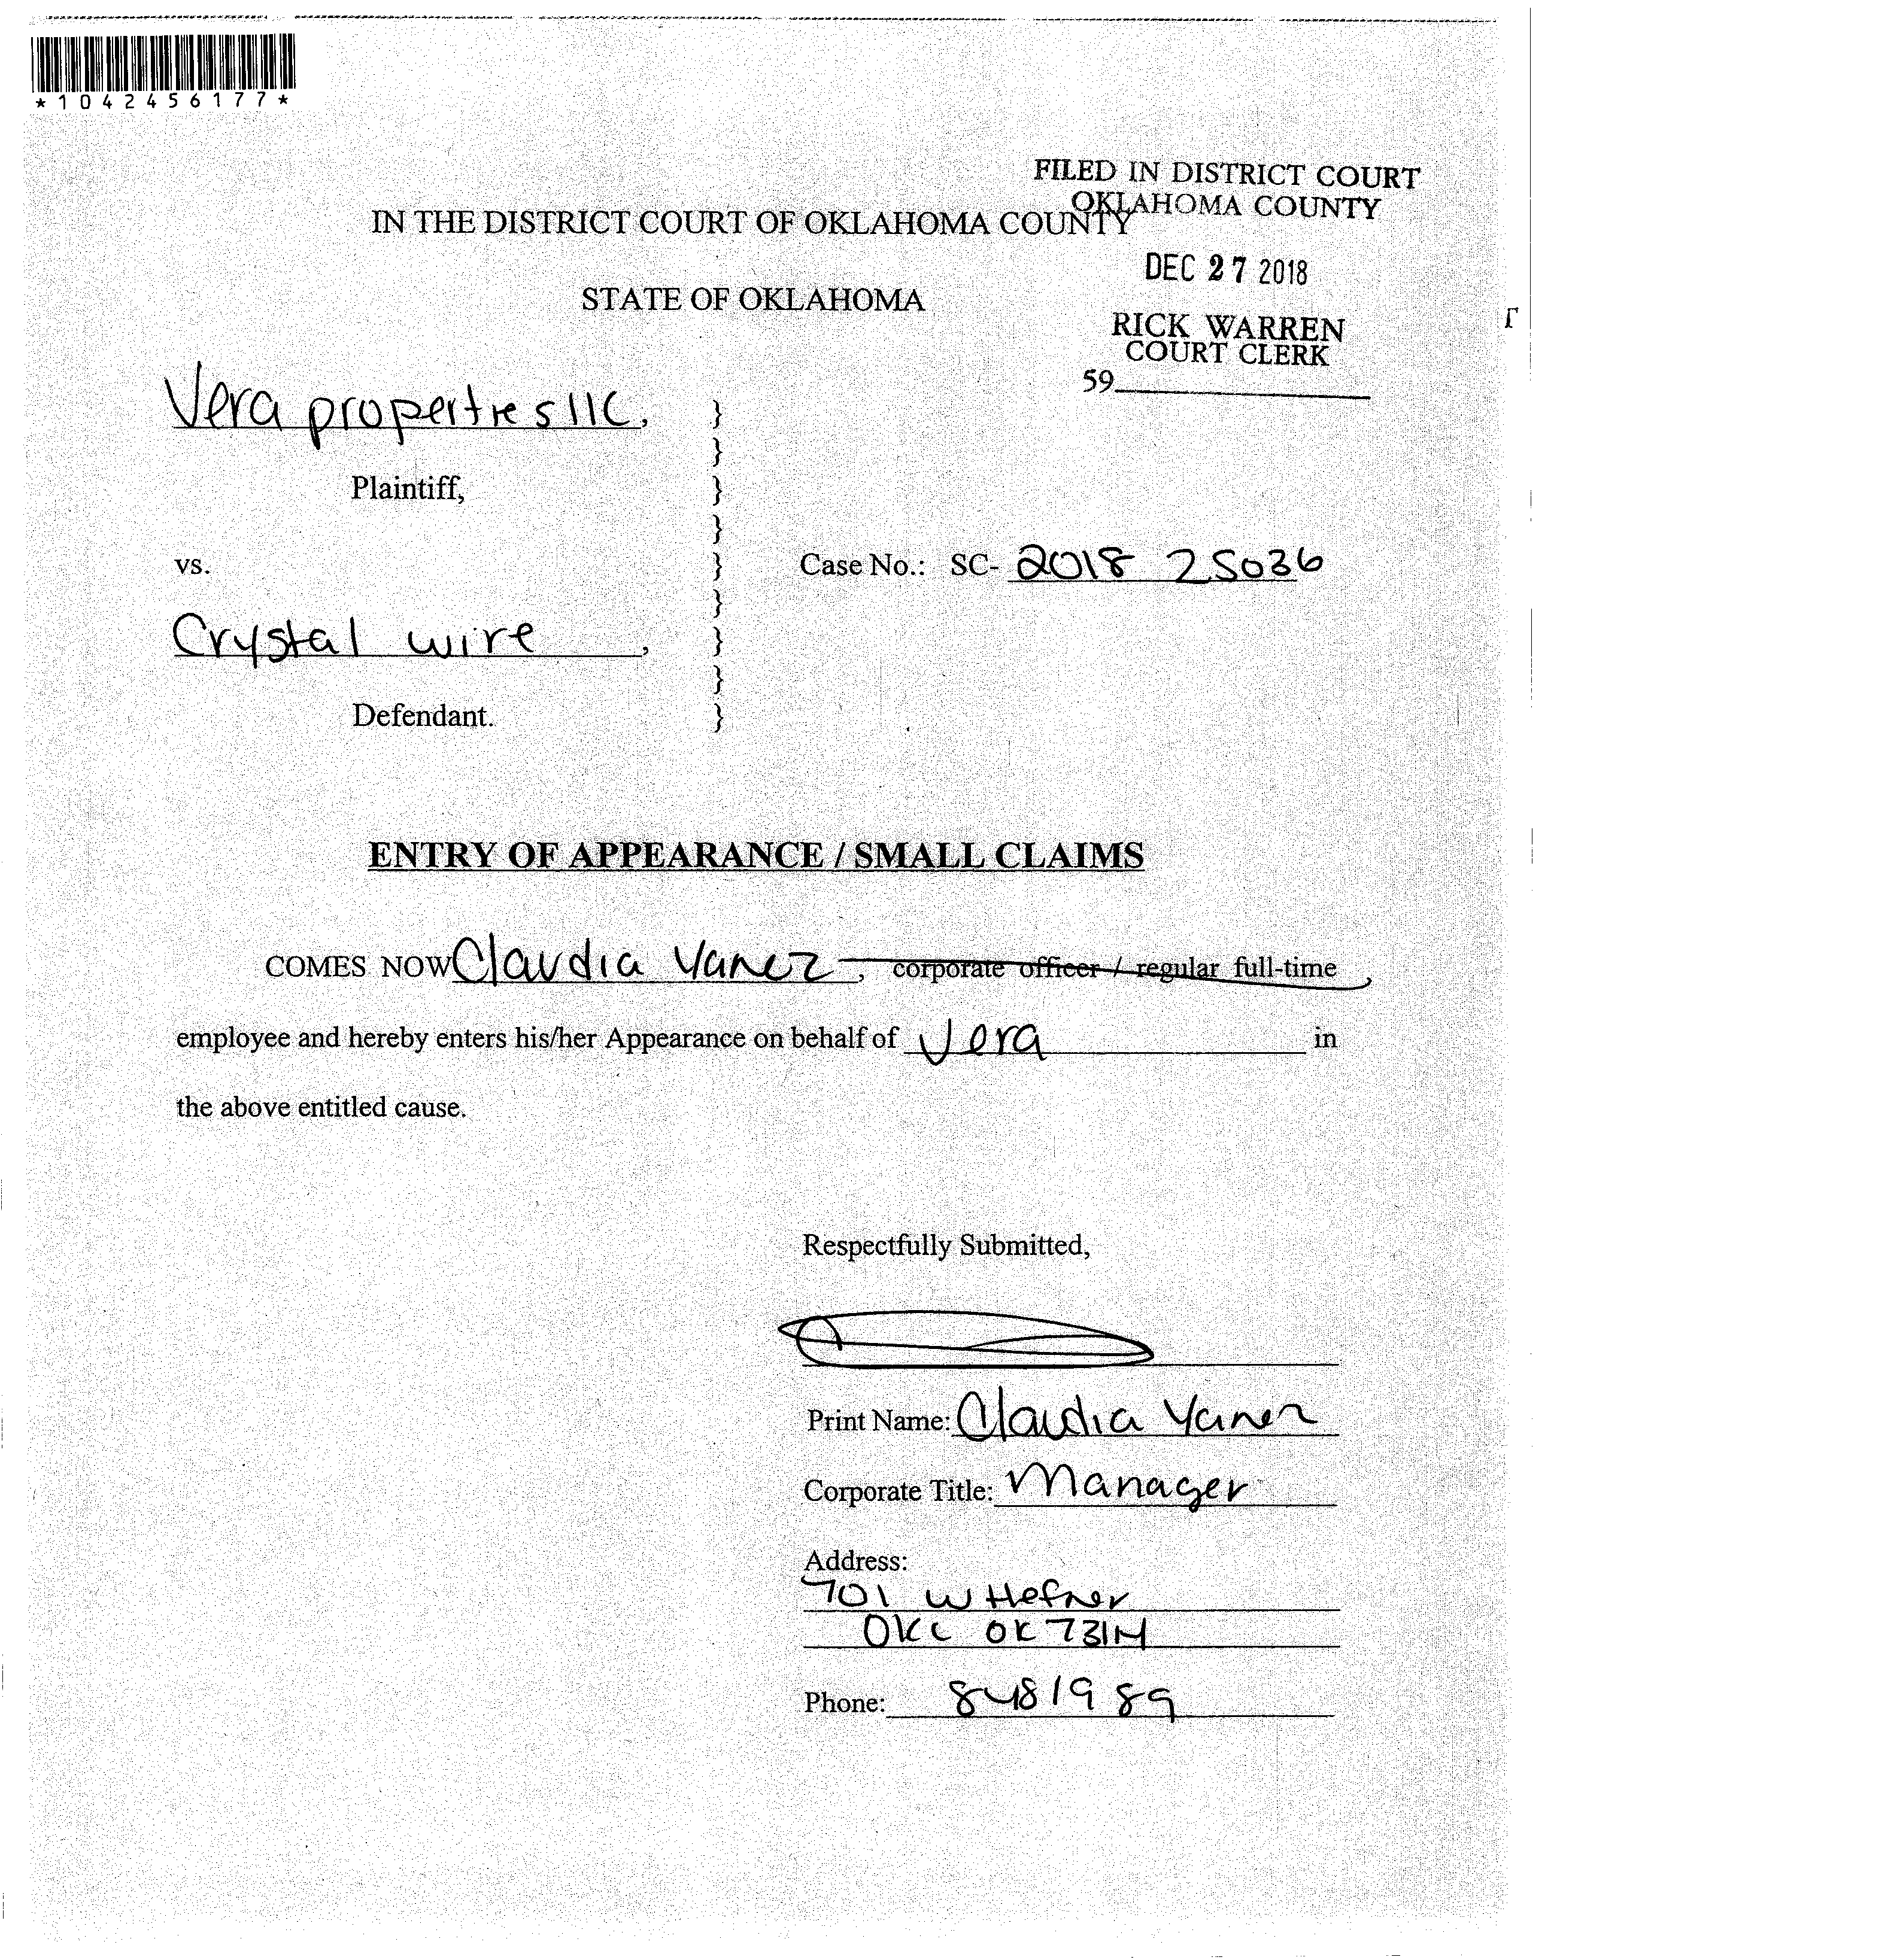 *1042456177*
FILED IN DISTRICT COURT
OKLAHOMA COUNTY
IN THE DISTRICT COURT OF OKLAHOMA COUNTY
DEC 27 2018
STATE OF OKLAHOMA
RICK WARREN
COURT CLERK
59
Vera properties llc,
Plaintiff,
vs.
Case No.: SC- 2018 25036
Crystal wire,
Defendant.
ENTRY OF APPEARANCE / SMALL CLAIMS
COMES NOW Claudia Yanez, corporate officer / regular full-time
employee and hereby enters his/her Appearance on behalf of Vera in
the above entitled cause.
Respectfully Submitted,
Print Name: Claudia Yanez
Corporate Title: Manager
Address:
701 W Hefner
OKC OK 73114
Phone: 8481989